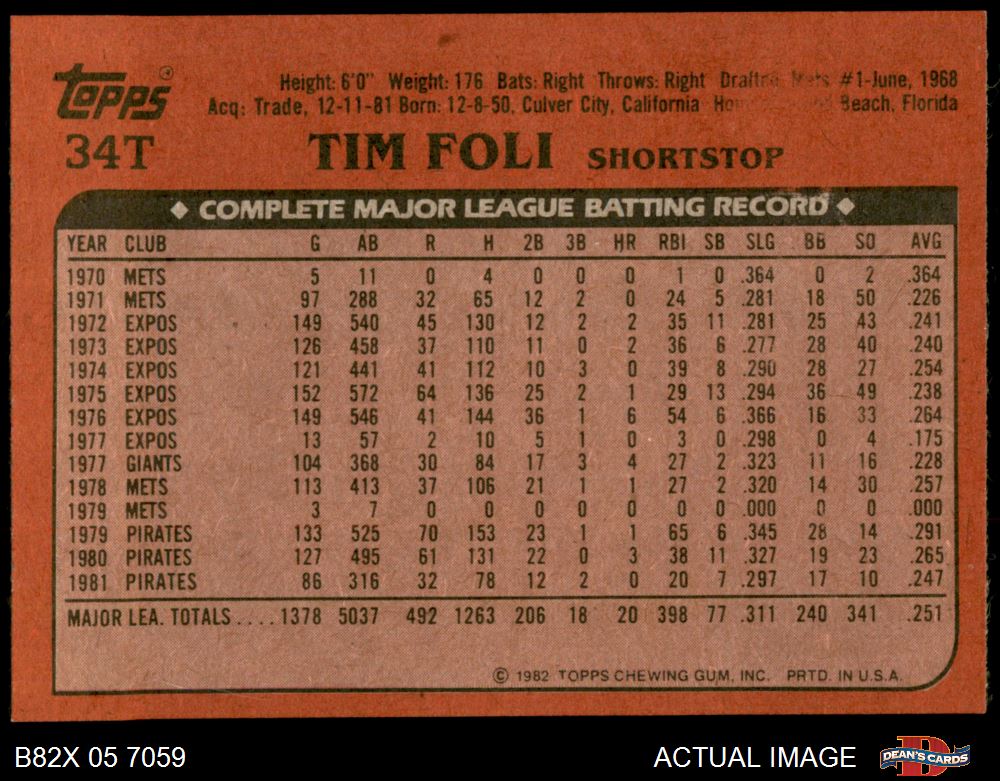 Topps
Height: 6'0" Weight: 176 Bats: Right Throws: Right Drafted: Mets #1-June, 1968
Acq: Trade, 12-11-81 Born: 12-8-50, Culver City, California Beach, Florida
34T TIM FOLI SHORTSTOP
◆ COMPLETE MAJOR LEAGUE BATTING RECORD ◆
YEAR CLUB G AB R H 2B 3B HR RBI SB SLG BB SO AVG
1970 METS 5 11 0 4 0 0 0 1 0 .364 0 2 .364
1971 METS 97 288 32 65 12 2 0 24 5 .281 18 50 .226
1972 EXPOS 149 540 45 130 12 2 2 35 11 .281 25 43 .241
1973 EXPOS 126 458 37 110 11 0 2 36 6 .277 28 40 .240
1974 EXPOS 121 441 41 112 10 3 0 39 8 .290 28 27 .254
1975 EXPOS 152 572 64 136 25 2 1 29 13 .294 36 49 .238
1976 EXPOS 149 546 41 144 36 1 6 54 6 .366 16 33 .264
1977 EXPOS 13 57 2 10 5 1 0 3 0 .298 0 4 .175
1977 GIANTS 104 368 30 84 17 3 4 27 2 .323 11 16 .228
1978 METS 113 413 37 106 21 1 1 27 2 .320 14 30 .257
1979 METS 3 7 0 0 0 0 0 0 0 .000 0 0 .000
1979 PIRATES 133 525 70 153 23 1 1 65 6 .345 28 14 .291
1980 PIRATES 127 495 61 131 22 0 3 38 11 .327 19 23 .265
1981 PIRATES 86 316 32 78 12 2 0 20 7 .297 17 10 .247
MAJOR LEA. TOTALS....1378 5037 492 1263 206 18 20 398 77 .311 240 341 .251
© 1982 TOPPS CHEWING GUM, INC. PRTD. IN U.S.A.
B82X 05 7059 ACTUAL IMAGE DEAN'S CARDS